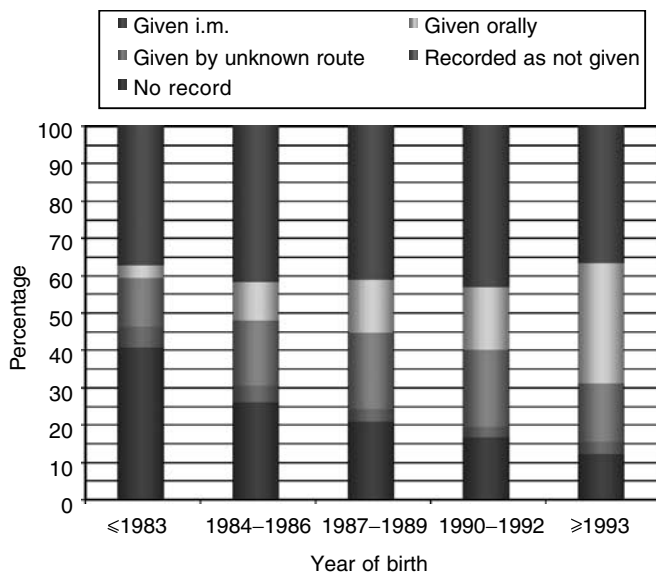 Given i.m. Given orally
Given by unknown route Recorded as not given
No record
100
90
80
70
60
50
40
30
20
10
0
Percentage
⩽1983 1984–1986 1987–1989 1990–1992 ⩾1993
Year of birth